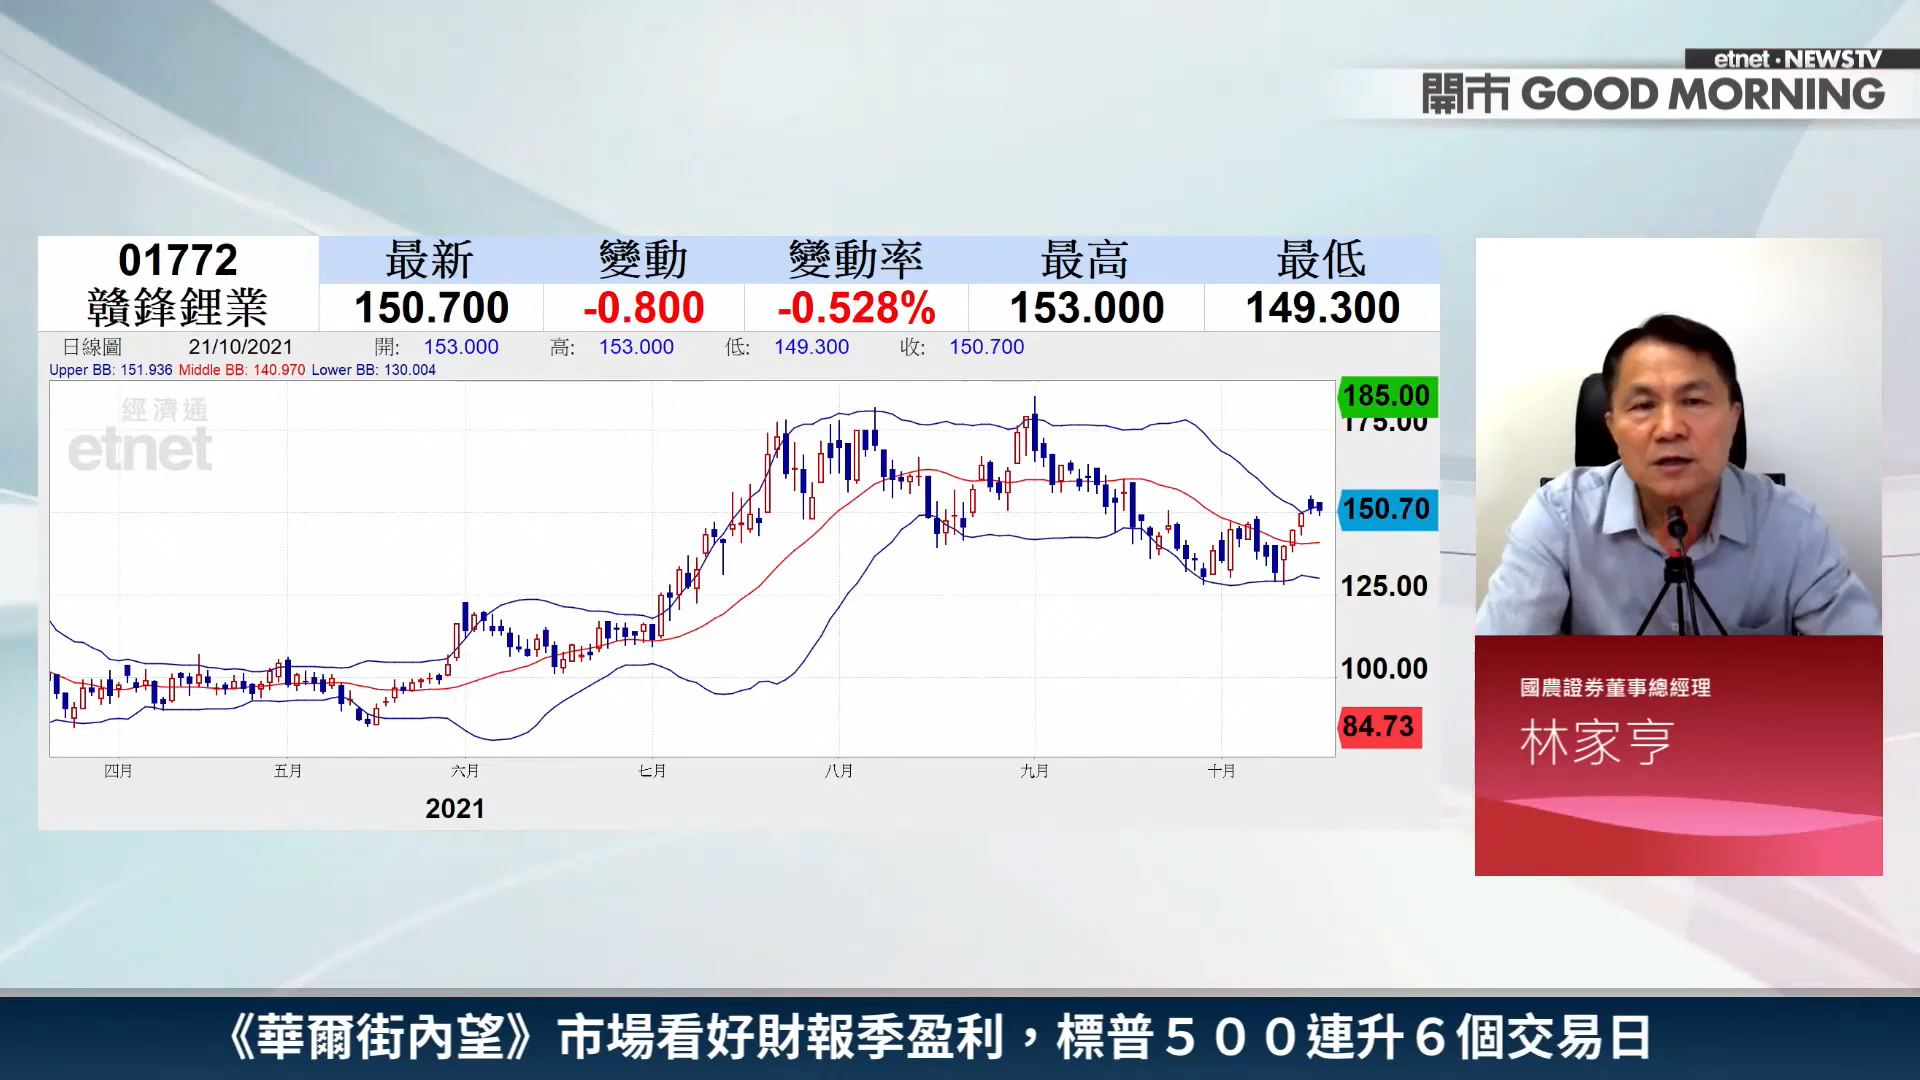 etnet·NEWSTV
開市 GOOD MORNING
01772 最新 變動 變動率 最高 最低
贛鋒鋰業 150.700 -0.800 -0.528% 153.000 149.300
日線圖 21/10/2021 開: 153.000 高: 153.000 低: 149.300 收: 150.700
Upper BB: 151.936 Middle BB: 140.970 Lower BB: 130.004
經濟通
etnet
185.00
175.00
150.70
125.00
100.00
84.73
四月 五月 六月 七月 八月 九月 十月
2021
國農證券董事總經理
林家亨
《華爾街內望》市場看好財報季盈利，標普５００連升６個交易日